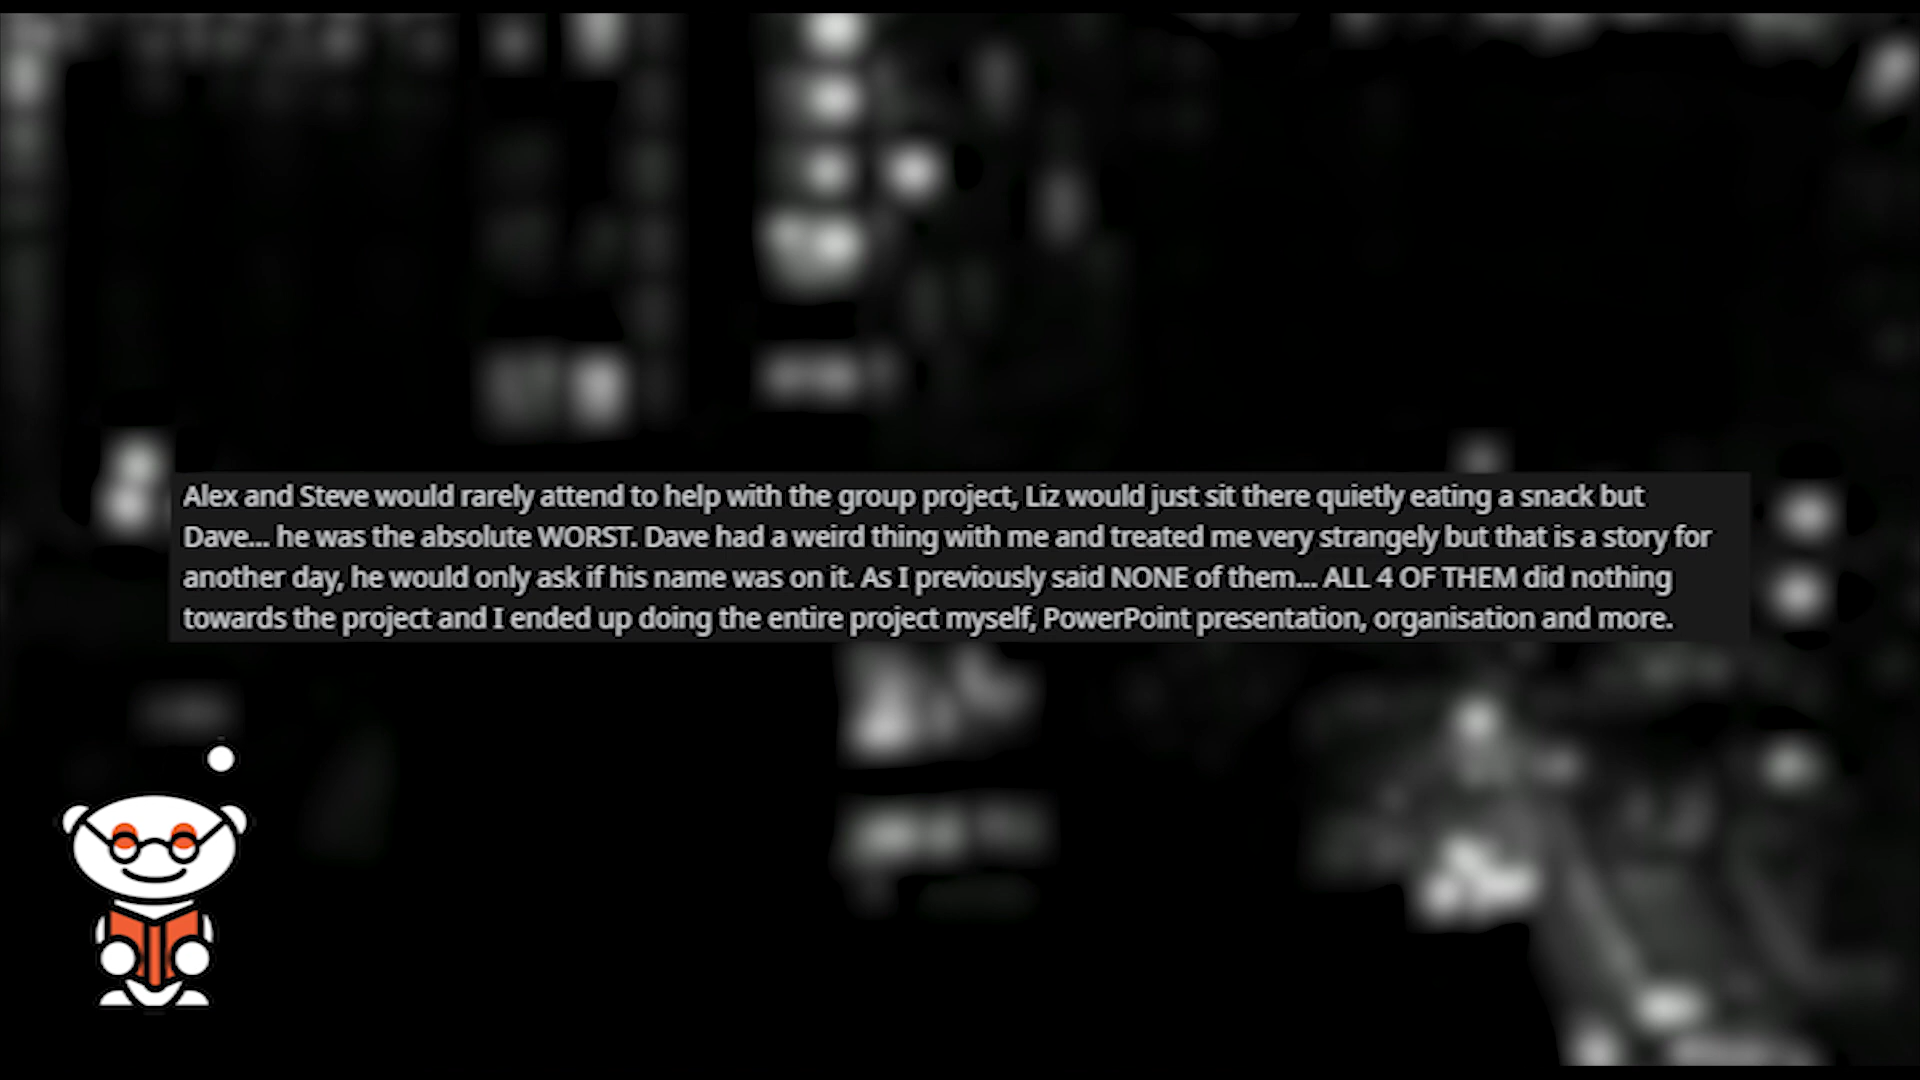 Alex and Steve would rarely attend to help with the group project, Liz would just sit there quietly eating a snack but
Dave... he was the absolute WORST. Dave had a weird thing with me and treated me very strangely but that is a story for
another day, he would only ask if his name was on it. As I previously said NONE of them... ALL 4 OF THEM did nothing
towards the project and I ended up doing the entire project myself, PowerPoint presentation, organisation and more.